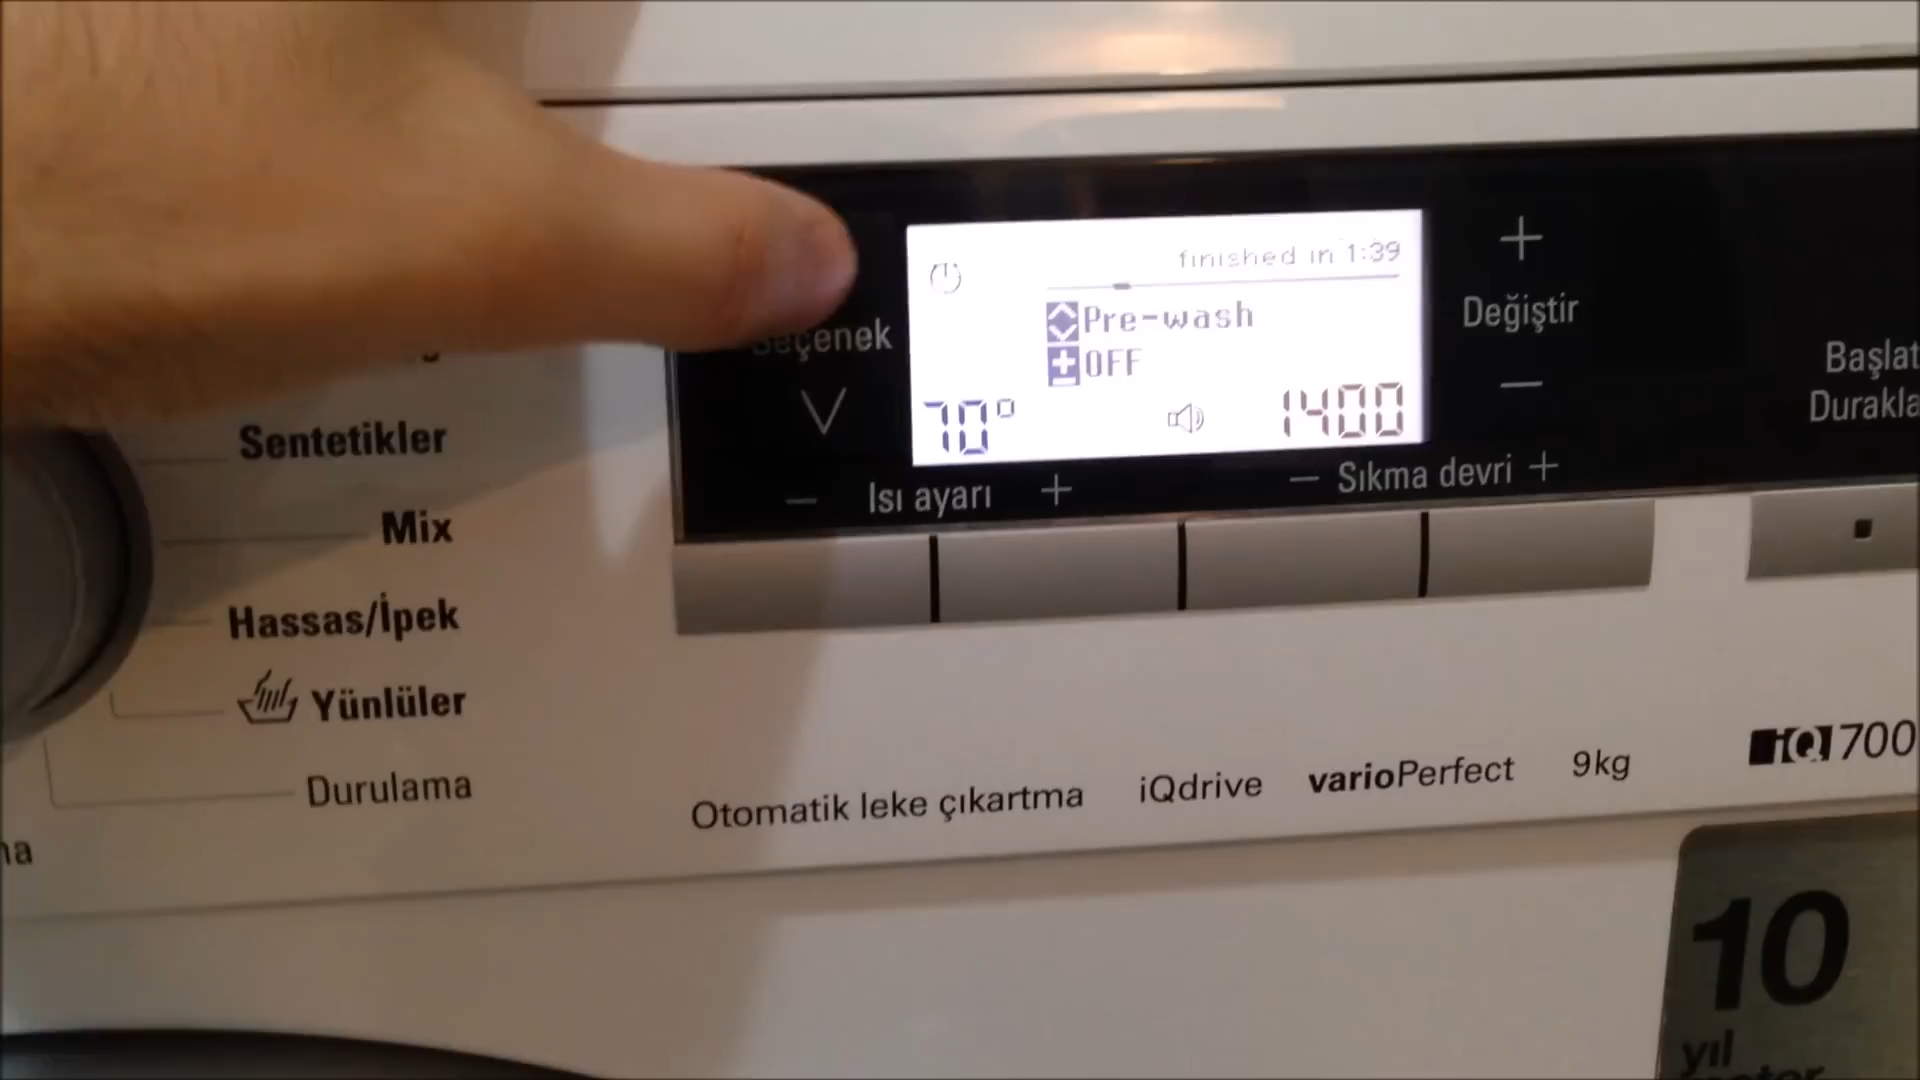 finished in 1:39
Pre-wash
OFF
70°
1400
Seçenek
+
Değiştir
−
Başlat
Durakla
− Isı ayarı +
− Sıkma devri +
Sentetikler
Mix
Hassas/İpek
Yünlüler
Durulama
Otomatik leke çıkartma iQdrive varioPerfect 9kg
iQ700
10
yıl